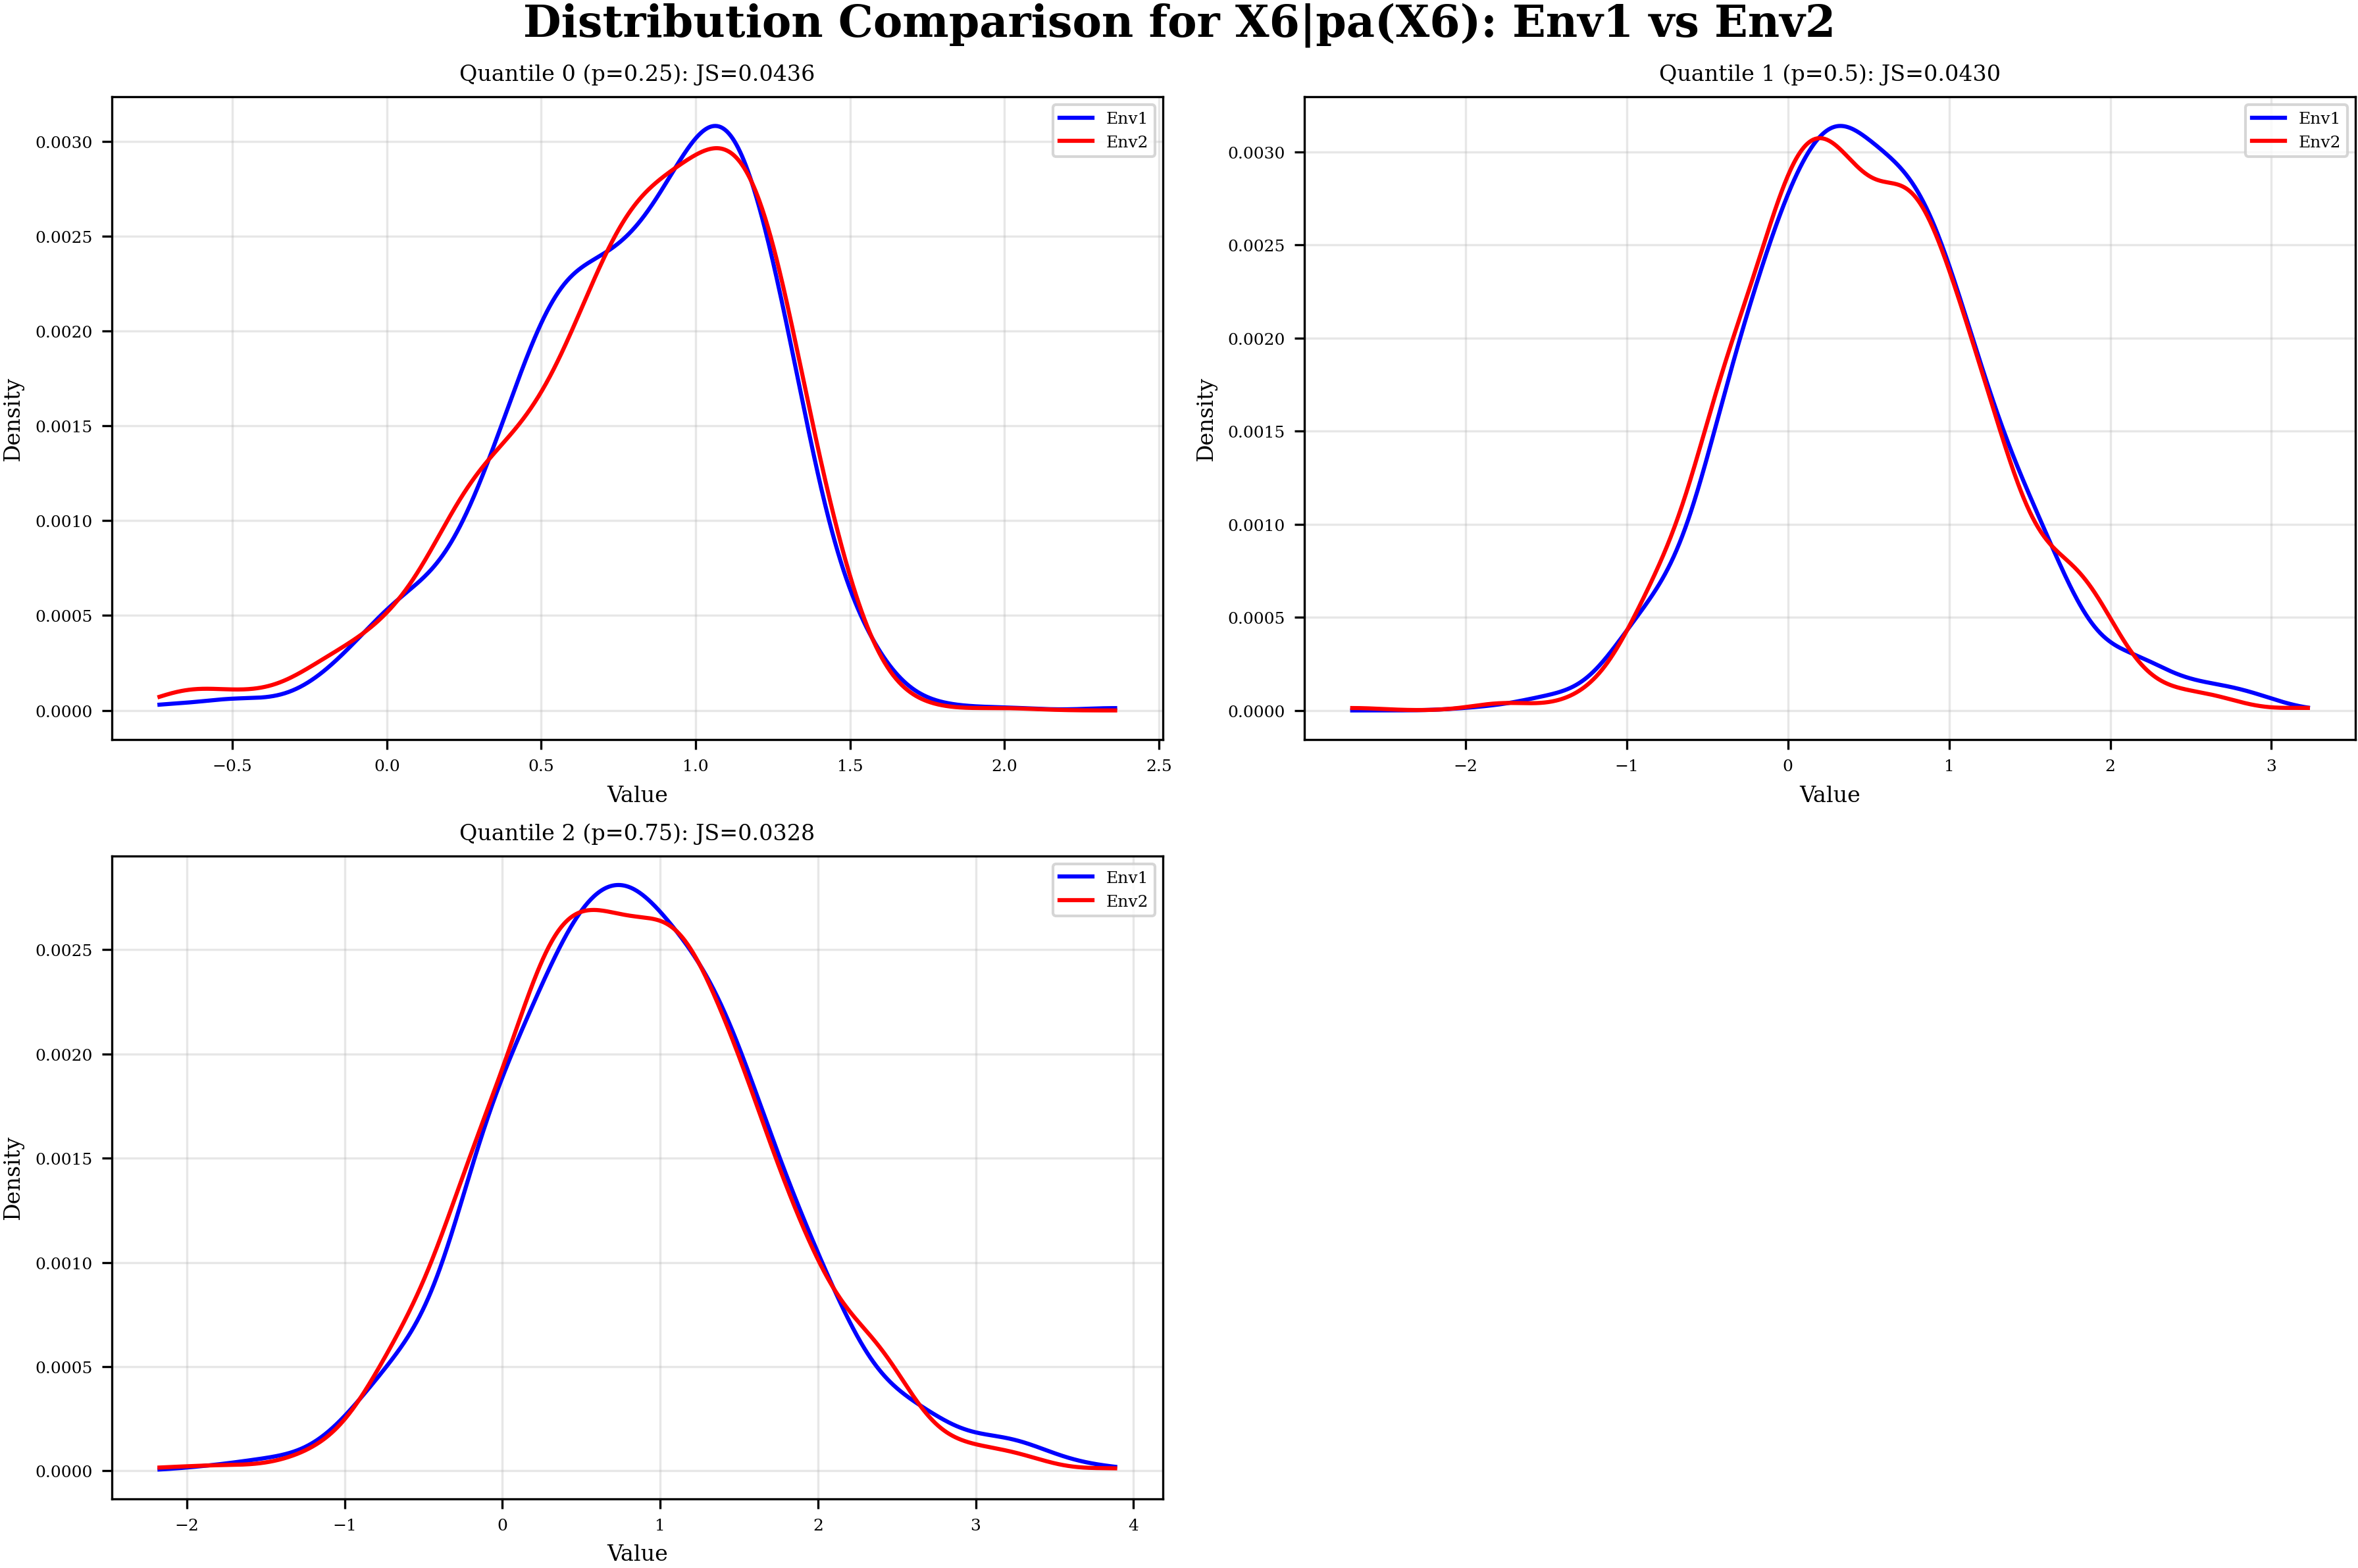 Distribution Comparison for X6|pa(X6): Env1 vs Env2
Quantile 0 (p=0.25): JS=0.0436
Env1
Env2
0.0030
0.0025
0.0020
0.0015
0.0010
0.0005
0.0000
Density
−0.5
0.0
0.5
1.0
1.5
2.0
2.5
Value
Quantile 1 (p=0.5): JS=0.0430
Env1
Env2
0.0030
0.0025
0.0020
0.0015
0.0010
0.0005
0.0000
Density
−2
−1
0
1
2
3
Value
Quantile 2 (p=0.75): JS=0.0328
Env1
Env2
0.0025
0.0020
0.0015
0.0010
0.0005
0.0000
Density
−2
−1
0
1
2
3
4
Value